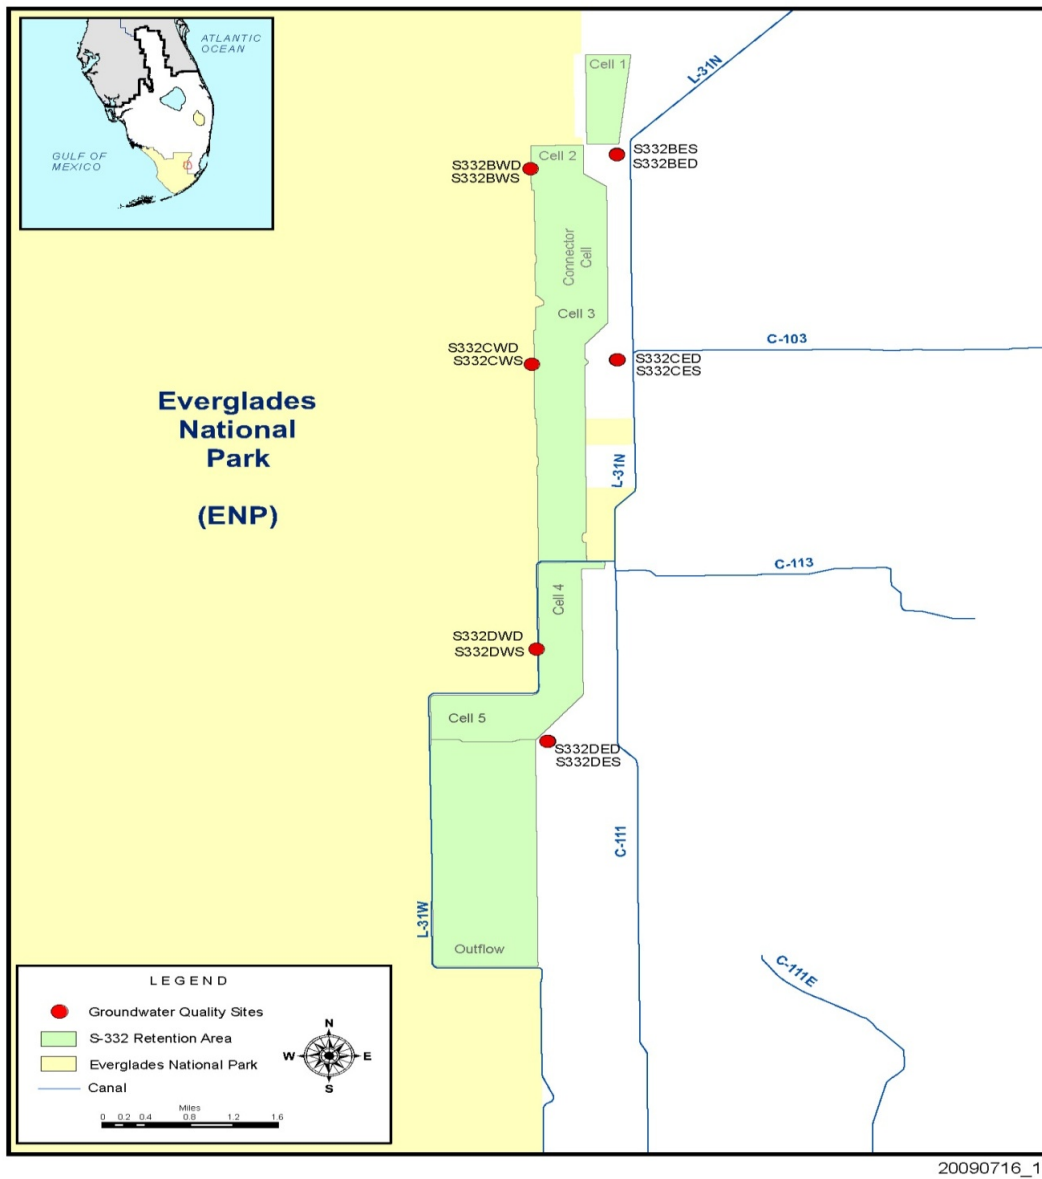 ATLANTIC
OCEAN
GULF OF
MEXICO
L-31N
Cell 1
S332BES
S332BED
Cell 2
S332BWD
S332BWS
Connector
Cell
Cell 3
C-103
S332CWD
S332CWS
S332CED
S332CES
Everglades
National
Park
(ENP)
L-31N
C-113
Cell 4
S332DWD
S332DWS
Cell 5
S332DED
S332DES
C-111
L-31W
Outflow
C-111E
LEGEND
Groundwater Quality Sites
S-332 Retention Area
Everglades National Park
Canal
N
W E
S
Miles
0 0.2 0.4 0.8 1.2 1.6
20090716_1